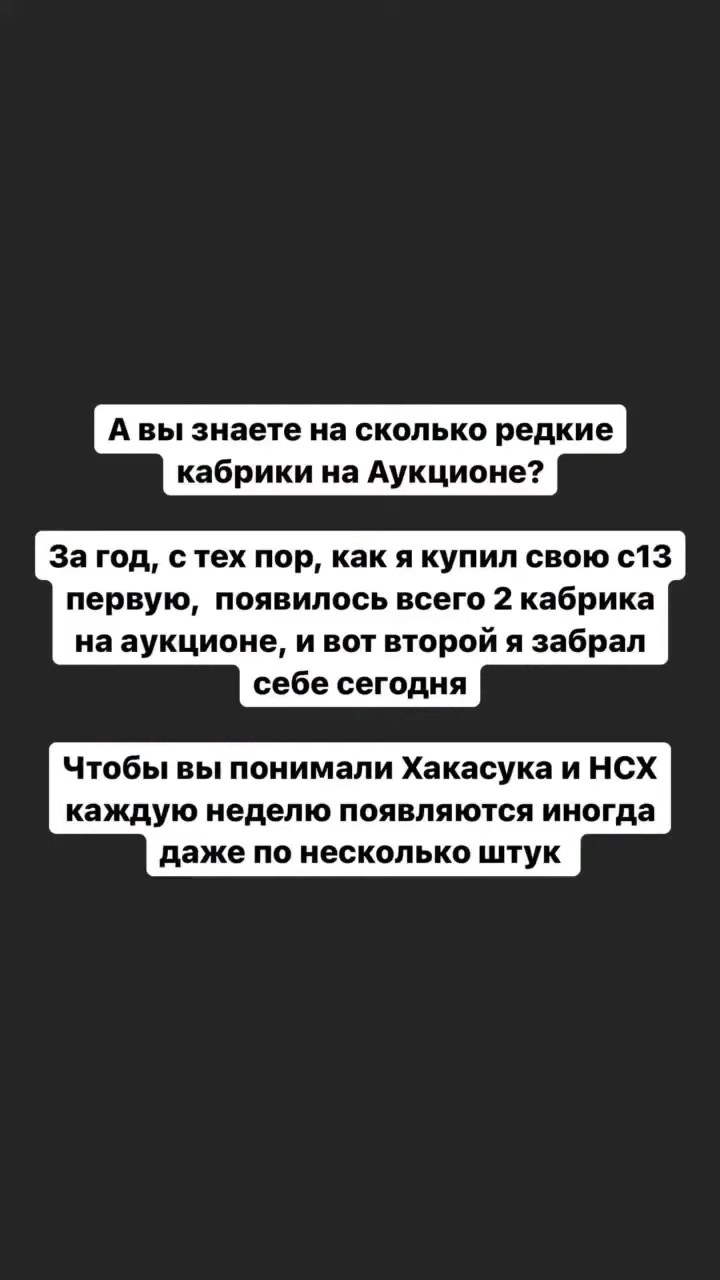 А вы знаете на сколько редкие
кабрики на Аукционе?
За год, с тех пор, как я купил свою с13
первую,  появилось всего 2 кабрика
на аукционе, и вот второй я забрал
себе сегодня
Чтобы вы понимали Хакасука и НСХ
каждую неделю появляются иногда
даже по несколько штук